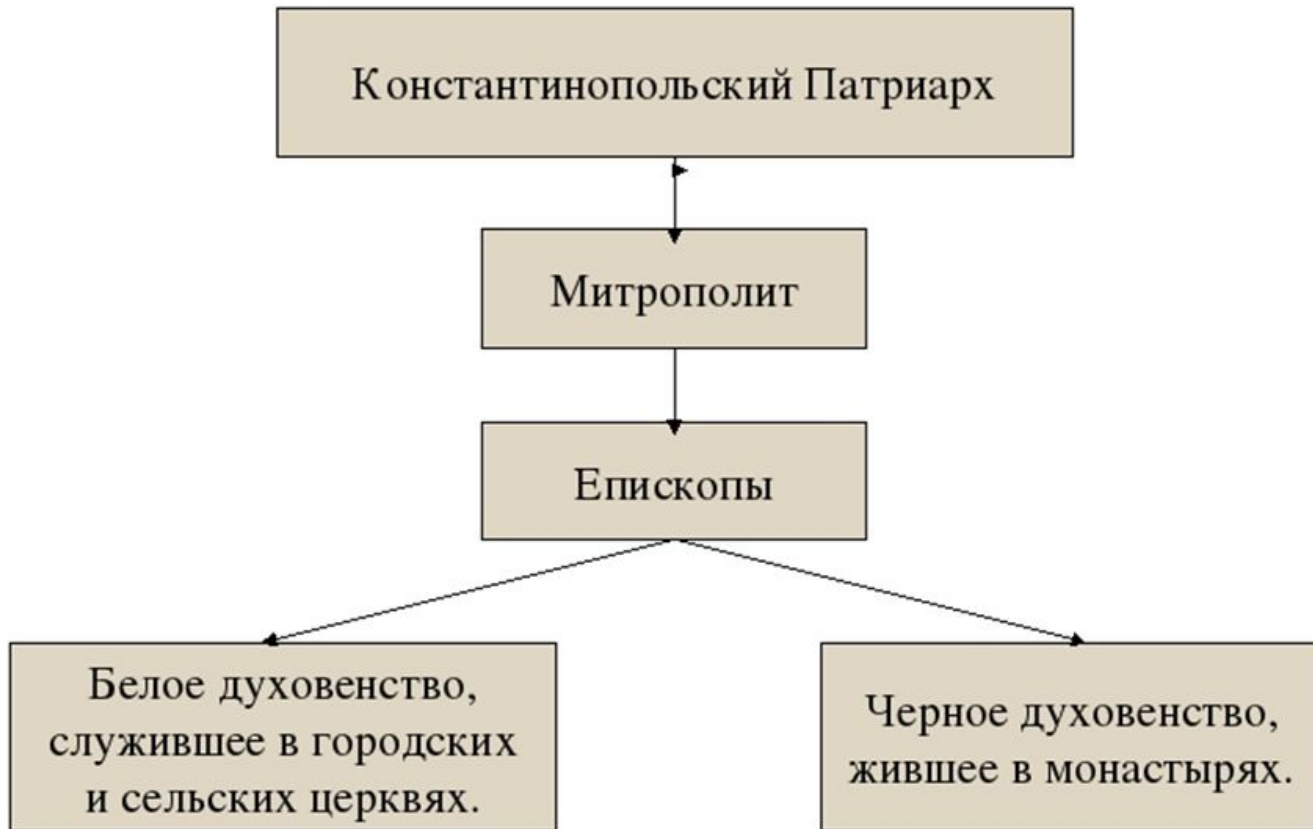 Константинопольский Патриарх
Митрополит
Епископы
Белое духовенство,
служившее в городских
и сельских церквях.
Черное духовенство,
жившее в монастырях.